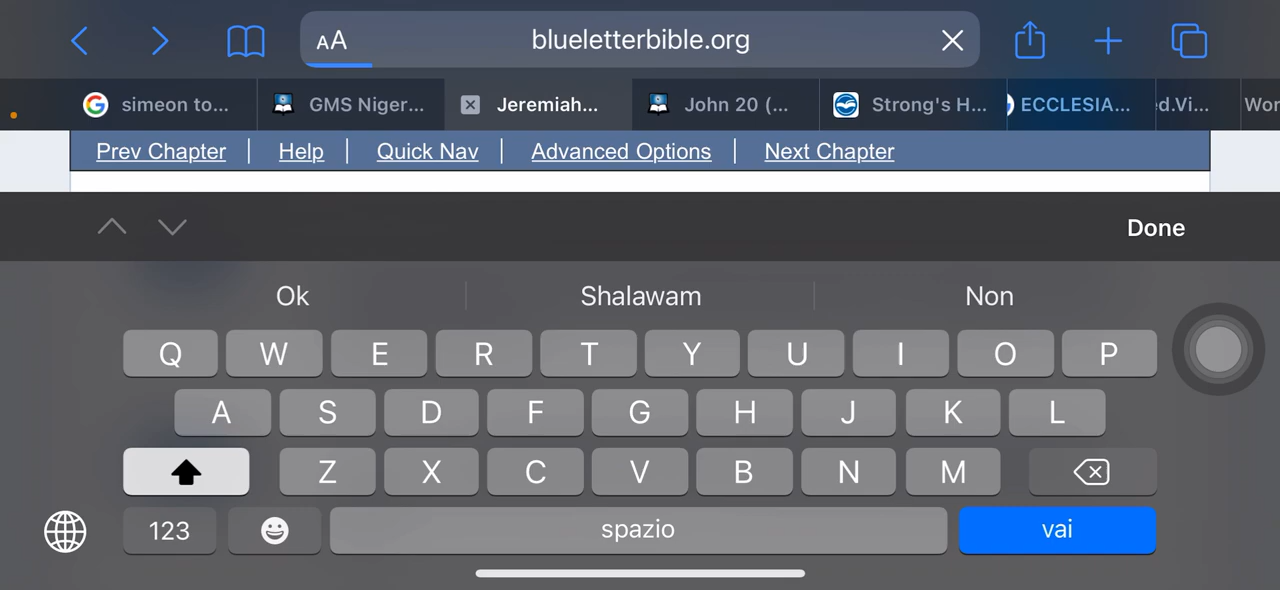 AA blueletterbible.org
simeon to... GMS Niger... Jeremiah... John 20 (... Strong's H... ECCLESIA... ed.Vi... Wor
Prev Chapter | Help | Quick Nav | Advanced Options | Next Chapter
Done
Ok Shalawam Non
Q W E R T Y U I O P
A S D F G H J K L
Z X C V B N M
123 spazio vai